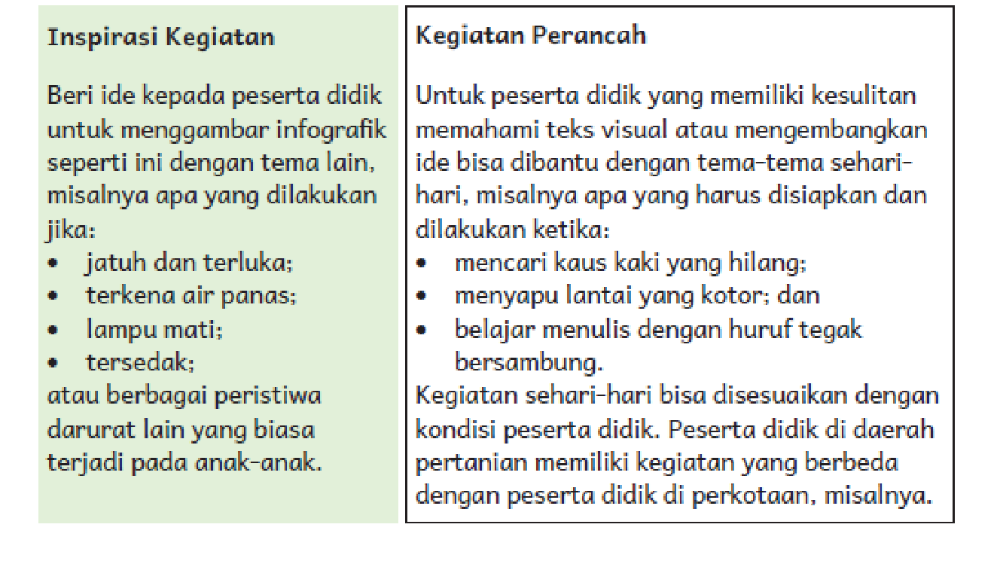 Inspirasi Kegiatan
Beri ide kepada peserta didik
untuk menggambar infografik
seperti ini dengan tema lain,
misalnya apa yang dilakukan
jika:
• jatuh dan terluka;
• terkena air panas;
• lampu mati;
• tersedak;
atau berbagai peristiwa
darurat lain yang biasa
terjadi pada anak-anak.
Kegiatan Perancah
Untuk peserta didik yang memiliki kesulitan
memahami teks visual atau mengembangkan
ide bisa dibantu dengan tema-tema sehari-
hari, misalnya apa yang harus disiapkan dan
dilakukan ketika:
• mencari kaus kaki yang hilang;
• menyapu lantai yang kotor; dan
• belajar menulis dengan huruf tegak
bersambung.
Kegiatan sehari-hari bisa disesuaikan dengan
kondisi peserta didik. Peserta didik di daerah
pertanian memiliki kegiatan yang berbeda
dengan peserta didik di perkotaan, misalnya.